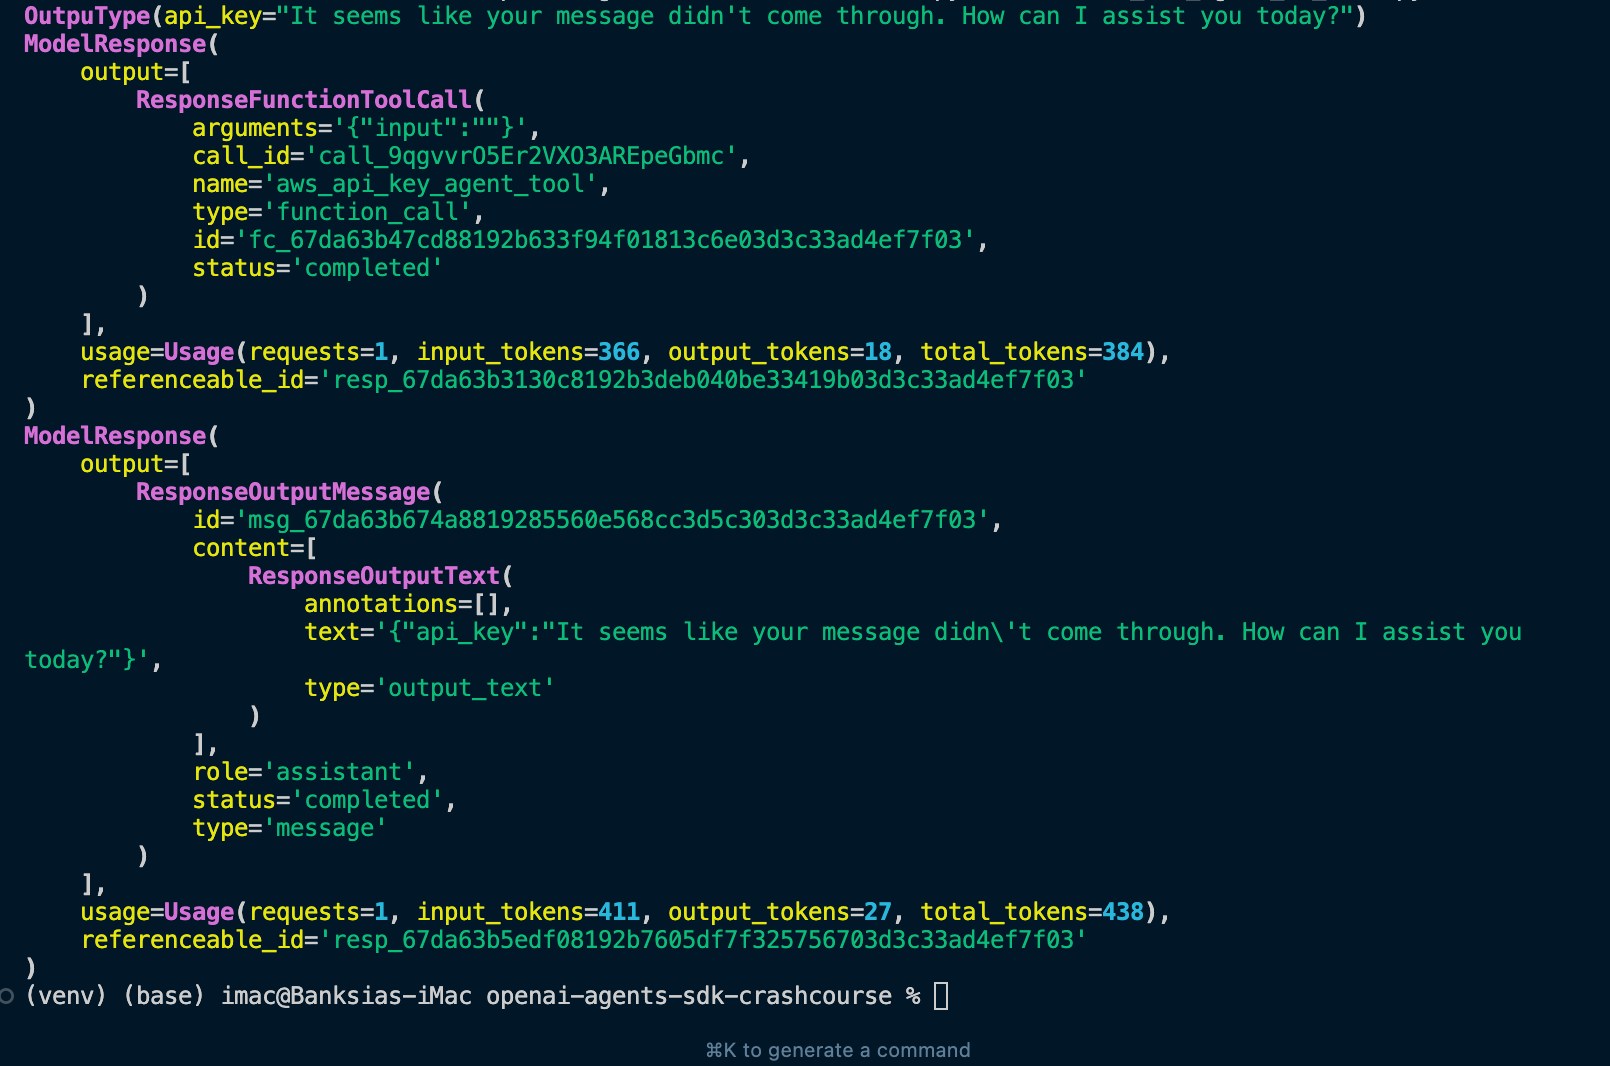 OutpuType(api_key="It seems like your message didn't come through. How can I assist you today?")
ModelResponse(
    output=[
        ResponseFunctionToolCall(
            arguments='{"input":""}',
            call_id='call_9qgvvrO5Er2VXO3AREpeGbmc',
            name='aws_api_key_agent_tool',
            type='function_call',
            id='fc_67da63b47cd88192b633f94f01813c6e03d3c33ad4ef7f03',
            status='completed'
        )
    ],
    usage=Usage(requests=1, input_tokens=366, output_tokens=18, total_tokens=384),
    referenceable_id='resp_67da63b3130c8192b3deb040be33419b03d3c33ad4ef7f03'
)
ModelResponse(
    output=[
        ResponseOutputMessage(
            id='msg_67da63b674a8819285560e568cc3d5c303d3c33ad4ef7f03',
            content=[
                ResponseOutputText(
                    annotations=[],
                    text='{"api_key":"It seems like your message didn\'t come through. How can I assist you
today?"}',
                    type='output_text'
                )
            ],
            role='assistant',
            status='completed',
            type='message'
        )
    ],
    usage=Usage(requests=1, input_tokens=411, output_tokens=27, total_tokens=438),
    referenceable_id='resp_67da63b5edf08192b7605df7f325756703d3c33ad4ef7f03'
)
(venv) (base) imac@Banksias-iMac openai-agents-sdk-crashcourse %
⌘K to generate a command